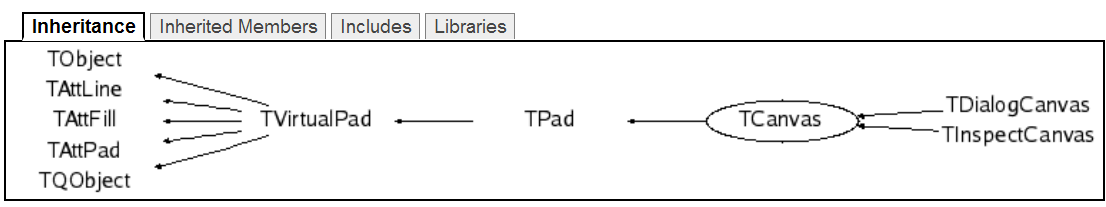 Inheritance Inherited Members Includes Libraries
TObject
TAttLine
TAttFill
TAttPad
TQObject
TVirtualPad
TPad
TCanvas
TDialogCanvas
TInspectCanvas